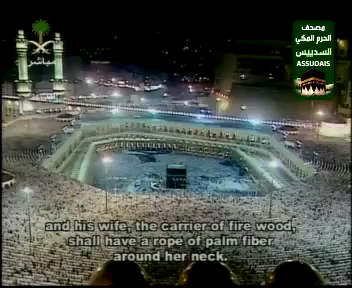 مباشر
مصحف
الحرم المكي
السديس
ASSUDAIS
and his wife, the carrier of fire wood,
shall have a rope of palm fiber
around her neck.